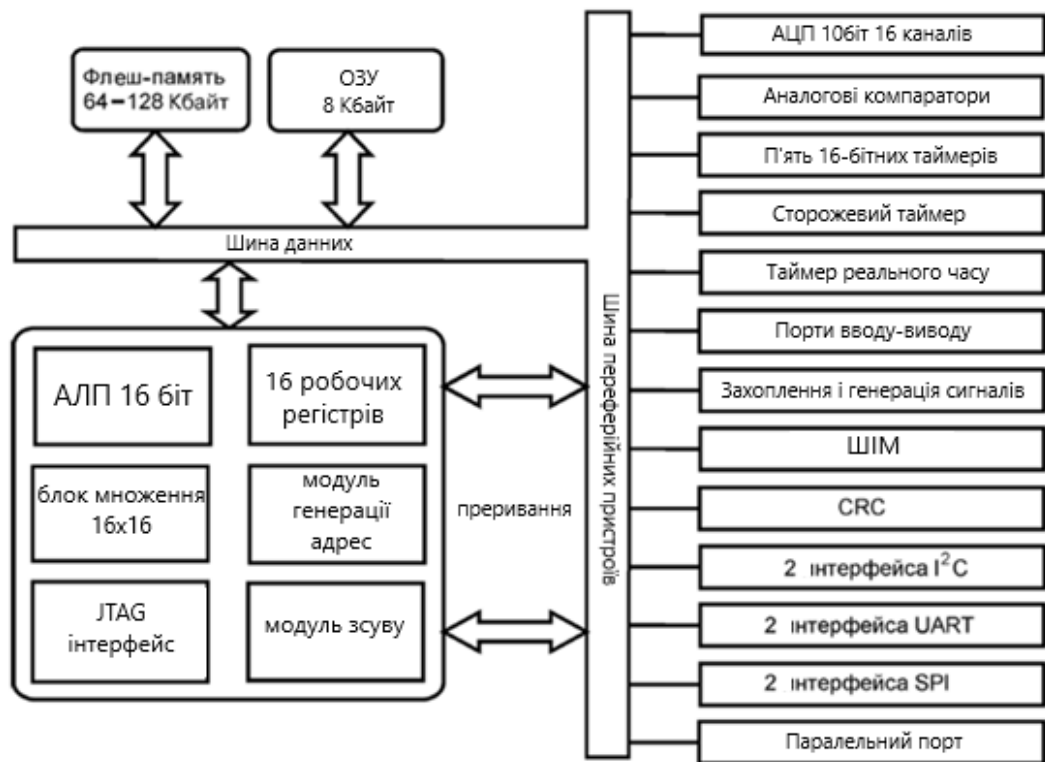 Флеш-память
64–128 Кбайт
ОЗУ
8 Кбайт
Шина данних
АЛП 16 біт
16 робочих
регістрів
блок множення
16x16
модуль
генерації
адрес
JTAG
інтерфейс
модуль зсуву
преривання
Шина переферійних пристроїв
АЦП 10біт 16 каналів
Аналогові компаратори
П'ять 16-бітних таймерів
Сторожевий таймер
Таймер реального часу
Порти вводу-виводу
Захоплення і генерація сигналів
ШІМ
CRC
2 інтерфейса I²C
2 інтерфейса UART
2 інтерфейса SPI
Паралельний порт